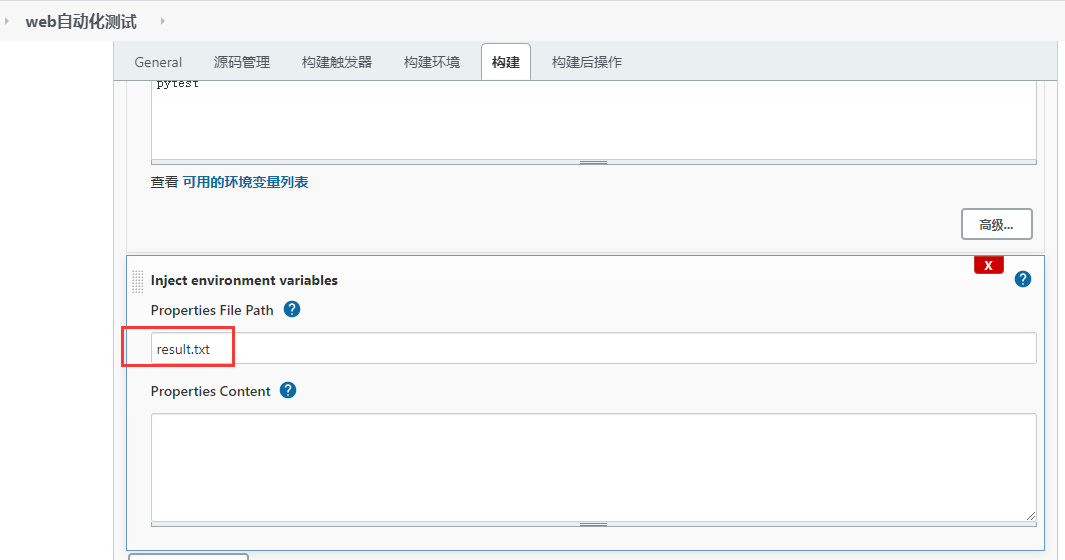 web自动化测试
General 源码管理 构建触发器 构建环境 构建 构建后操作
pytest
查看 可用的环境变量列表
高级...
X
Inject environment variables ?
Properties File Path ?
result.txt
Properties Content ?